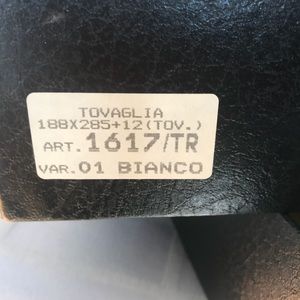 TOVAGLIA
188X285+12(TOV.)
ART. 1617/TR
VAR. 01 BIANCO